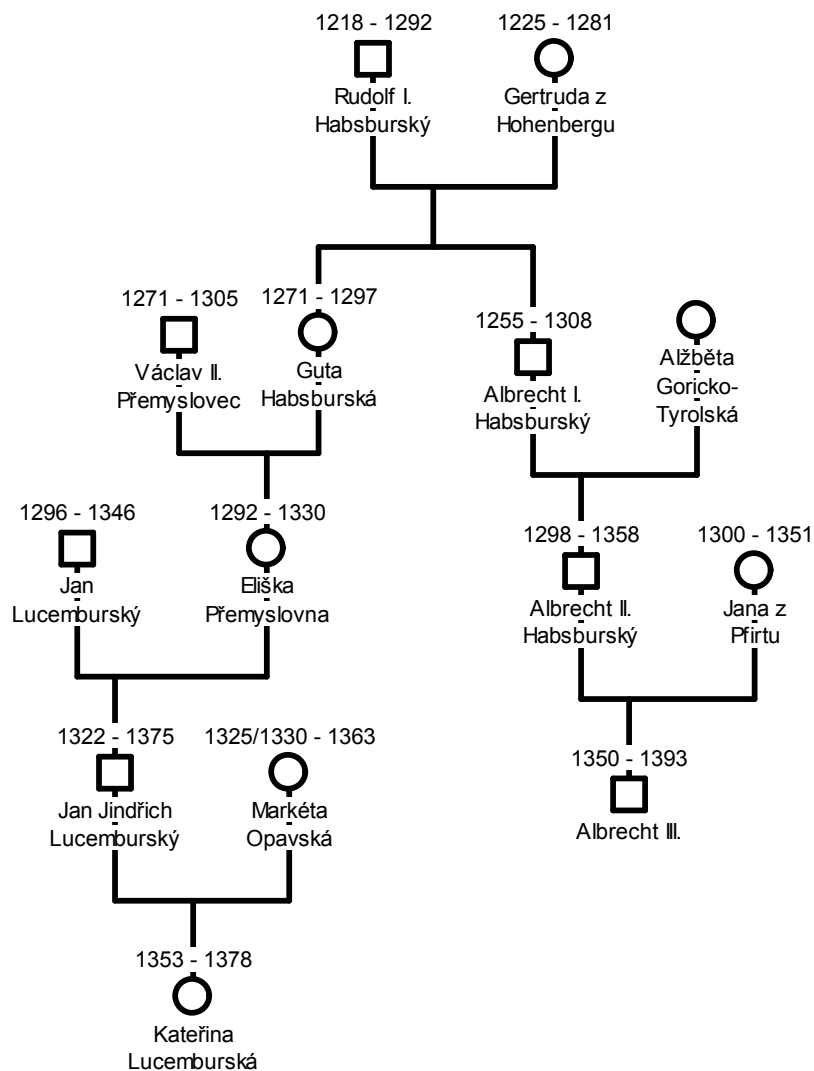 1218 - 1292
Rudolf I.
Habsburský
1225 - 1281
Gertruda z
Hohenbergu
1271 - 1305
Václav II.
Přemyslovec
1271 - 1297
Guta
Habsburská
1255 - 1308
Albrecht I.
Habsburský
Alžběta
Goricko-
Tyrolská
1296 - 1346
Jan
Lucemburský
1292 - 1330
Eliška
Přemyslovna
1298 - 1358
Albrecht II.
Habsburský
1300 - 1351
Jana z
Pfirtu
1322 - 1375
Jan Jindřich
Lucemburský
1325/1330 - 1363
Markéta
Opavská
1350 - 1393
Albrecht III.
1353 - 1378
Kateřina
Lucemburská